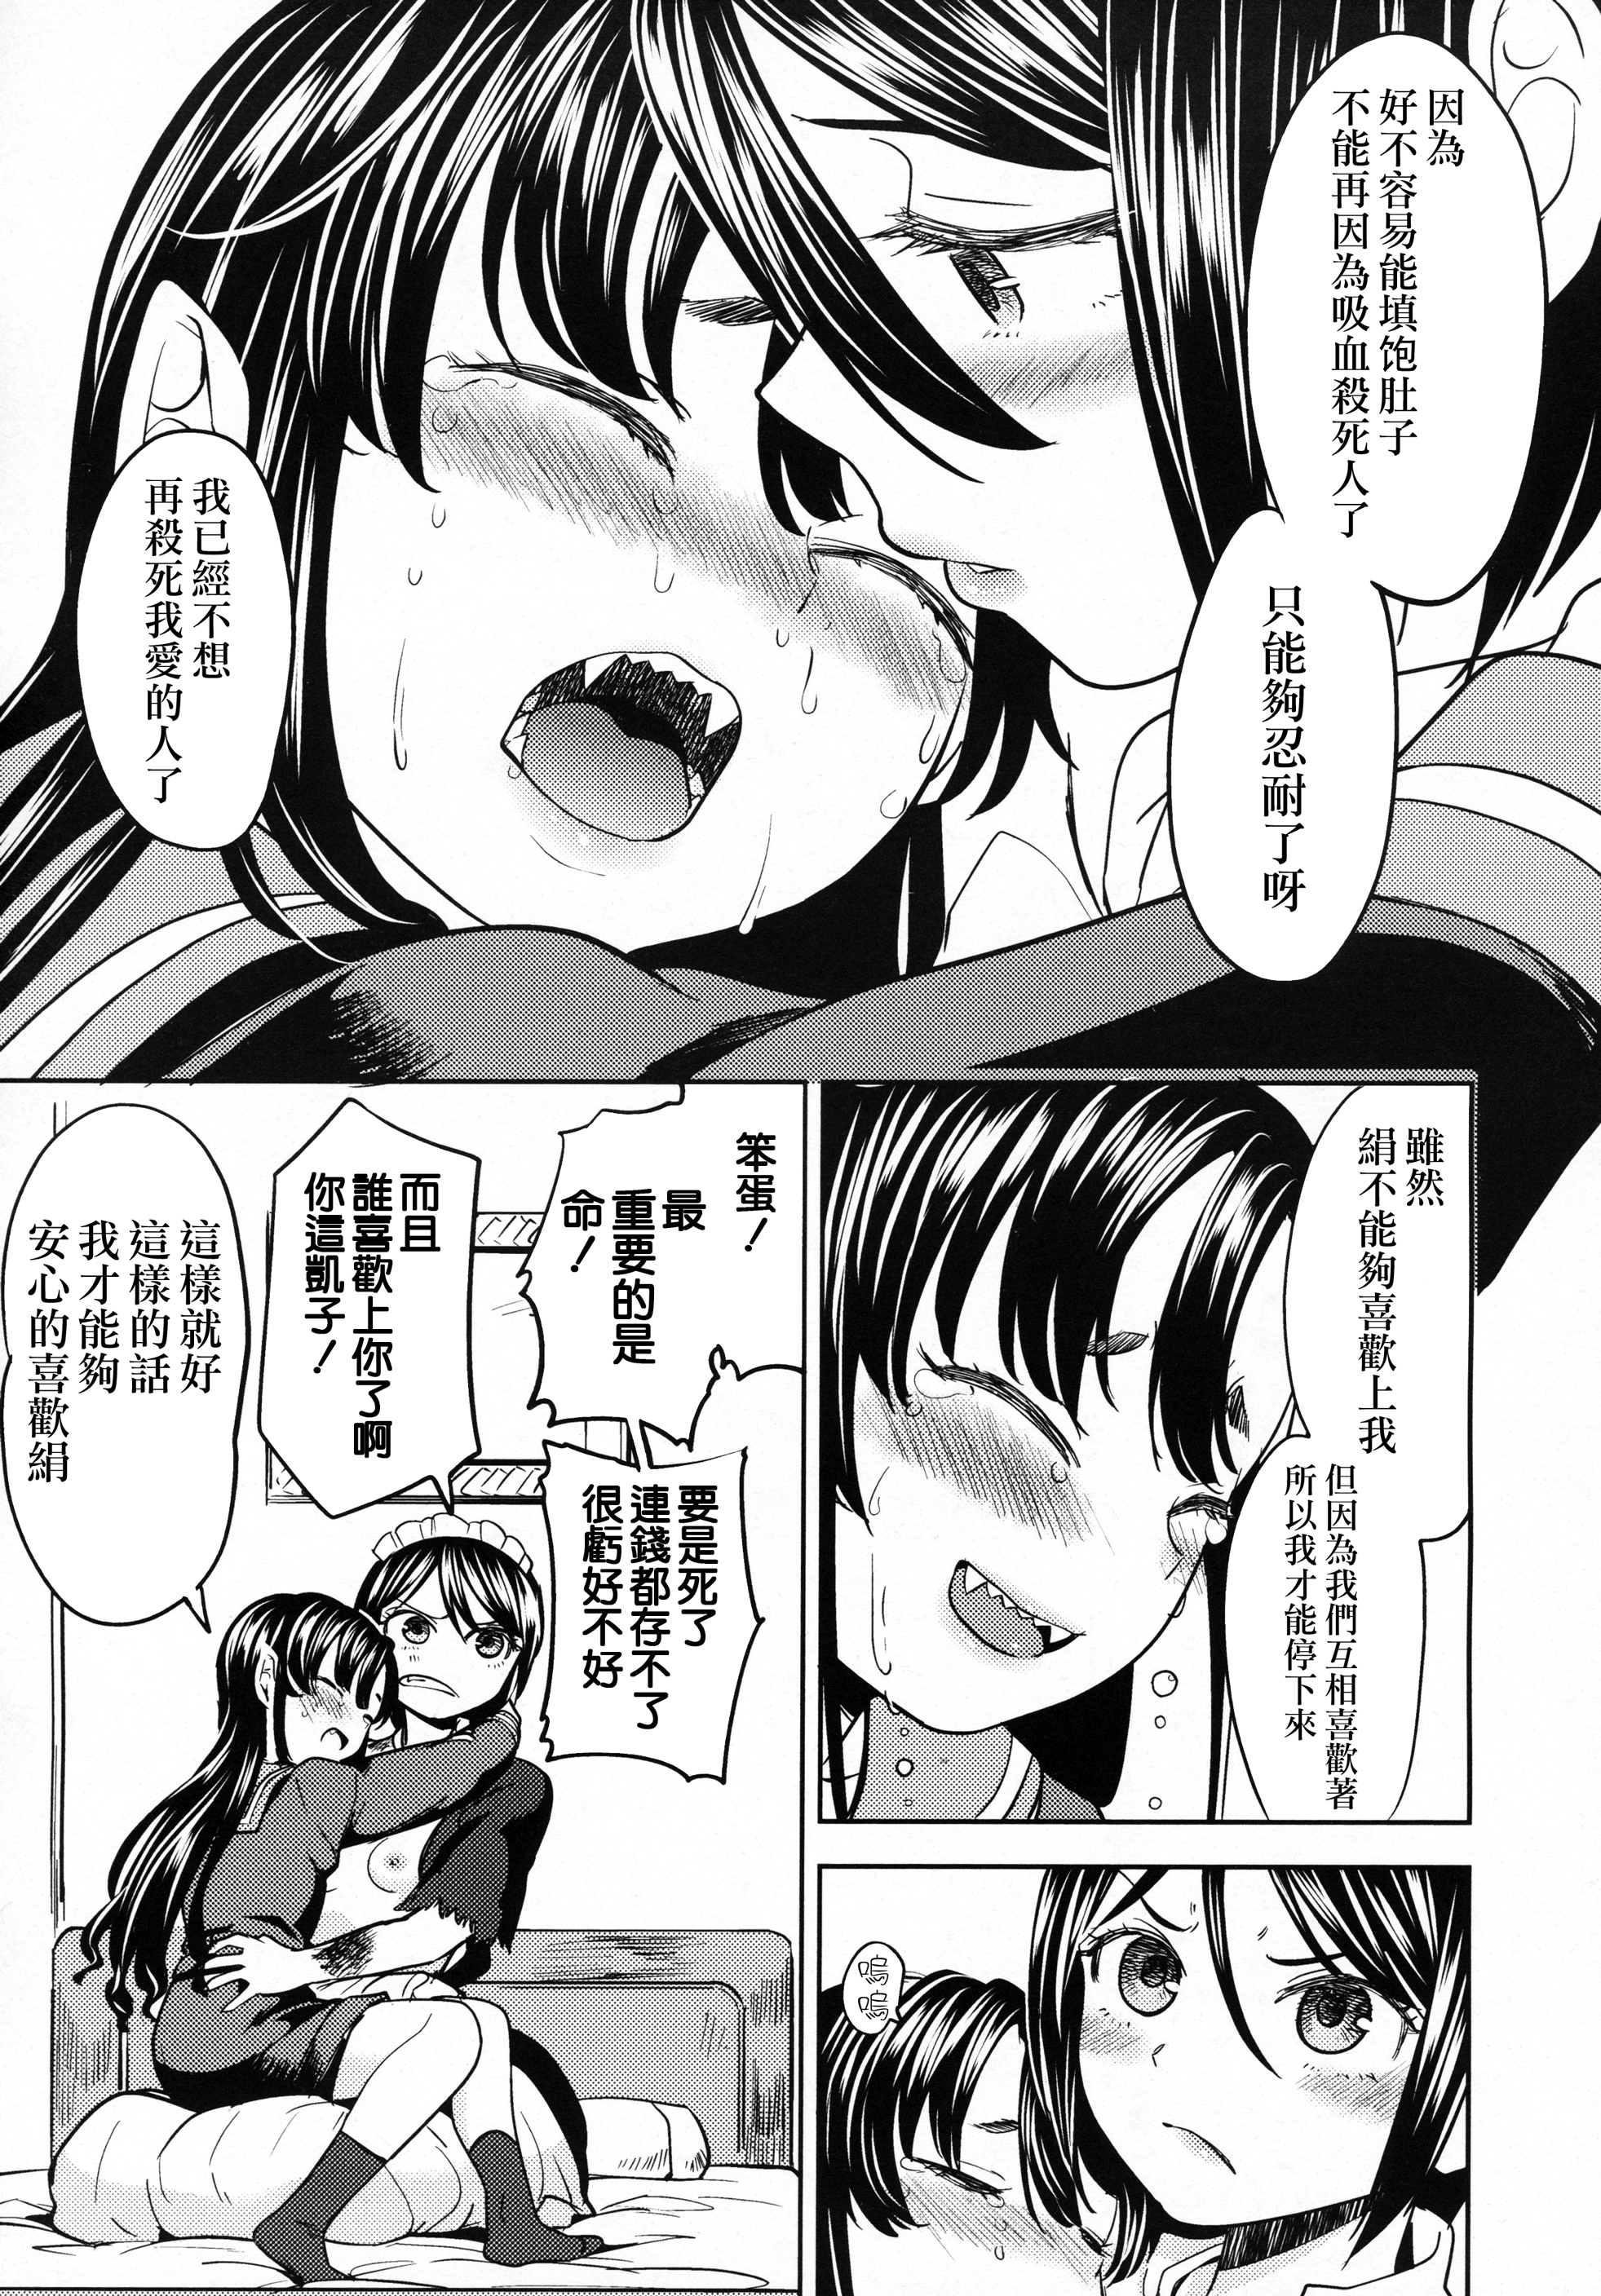 因為
好不容易能填饱肚子
不能再因為吸血殺死人了
只能夠忍耐了呀
我已經不想
再殺死我愛的人了
雖然
絹不能夠喜歡上我
但因為我們互相喜歡著
所以我才能停下來
嗚嗚
笨蛋！
最
重要的是
命！
要是死了
連錢都存不了
很虧好不好
而且
誰喜歡上你了啊
你這凱子！
這樣就好
這樣的話
我才能夠
安心的喜歡絹